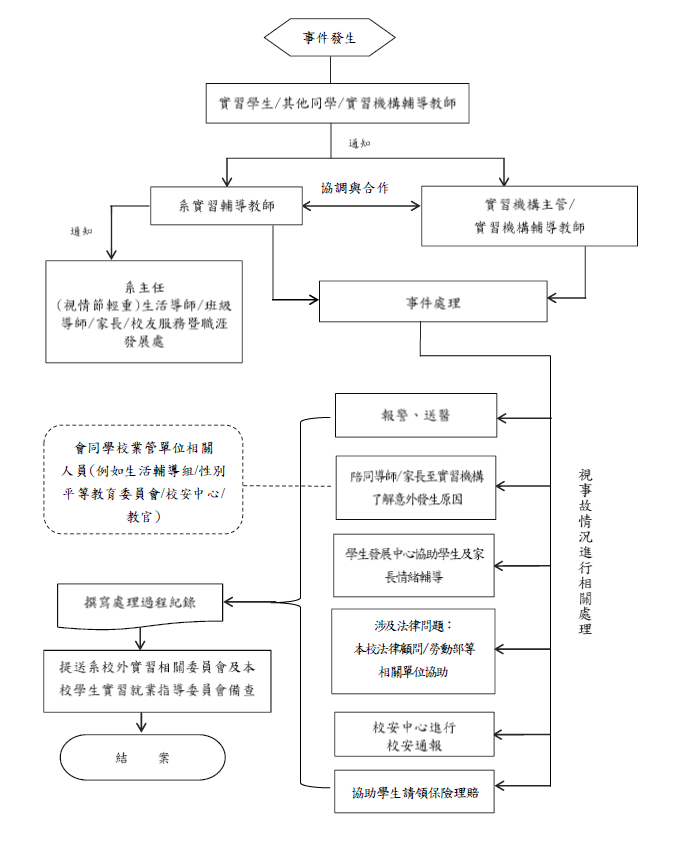 事件發生
實習學生/其他同學/實習機構輔導教師
通知
協調與合作
系實習輔導教師
實習機構主管/
實習機構輔導教師
通知
系主任
(視情節輕重)生活導師/班級
導師/家長/校友服務暨職涯
發展處
事件處理
報警、送醫
會同學校業管單位相關
人員(例如生活輔導組/性別
平等教育委員會/校安中心/
教官)
陪同導師/家長至實習機構
了解意外發生原因
視事故情況進行相關處理
學生發展中心協助學生及家
長情緒輔導
撰寫處理過程紀錄
涉及法律問題：
本校法律顧問/勞動部等
相關單位協助
提送系校外實習相關委員會及本
校學生實習就業指導委員會備查
校安中心進行
校安通報
結 案
協助學生請領保險理賠